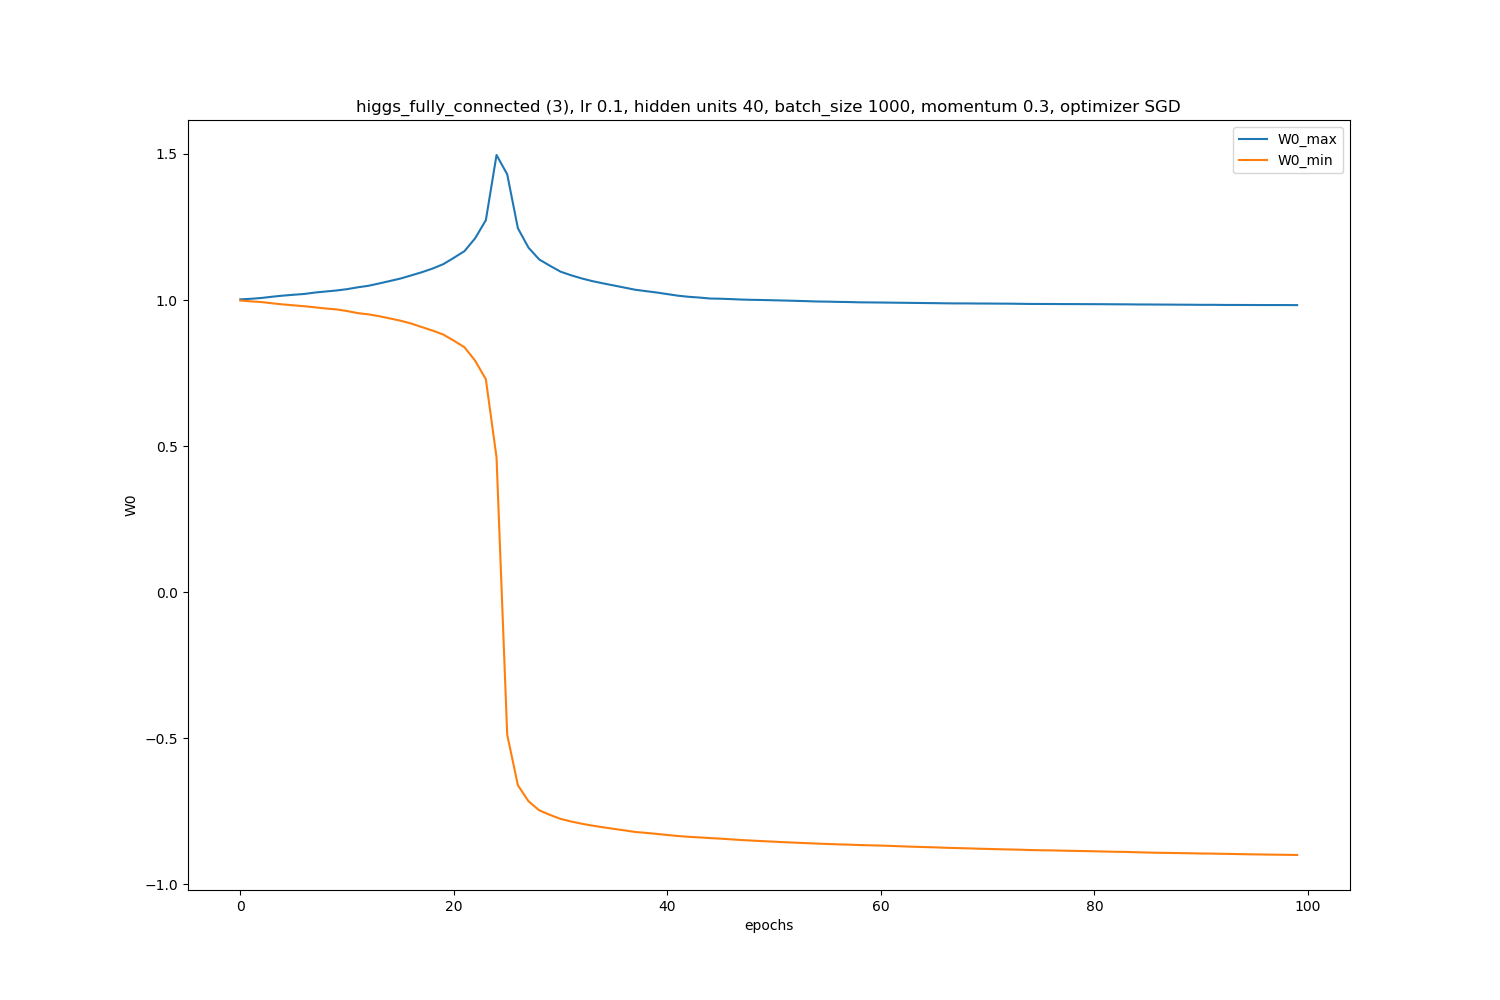 higgs_fully_connected (3), lr 0.1, hidden units 40, batch_size 1000, momentum 0.3, optimizer SGD
W0_max
W0_min
1.5
1.0
0.5
0.0
−0.5
−1.0
W0
0 20 40 60 80 100
epochs